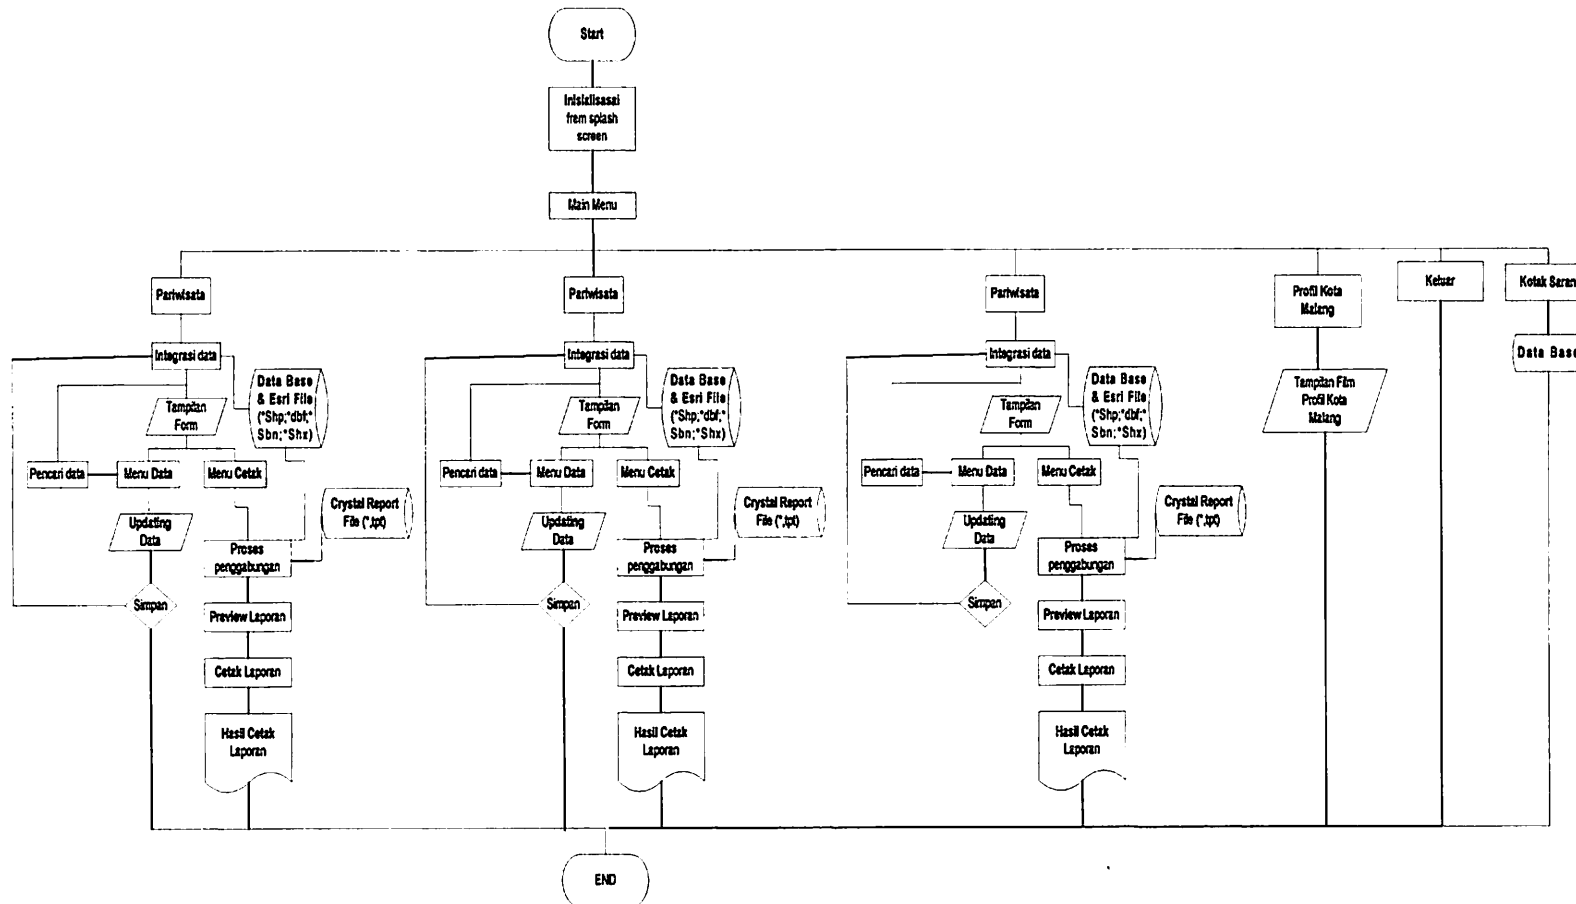 Start
Inisialisasai
frem splash
screen
Main Menu
Pariwisata
Integrasi data
Data Base
& Esri File
(*Shp;*dbf;*
Sbn;*Shx)
Tampilan
Form
Pencari data
Menu Data
Menu Cetak
Crystal Report
File (*,tpt)
Updating
Data
Proses
penggabungan
Simpan
Preview Laporan
Cetak Laporan
Hasil Cetak
Laporan
Pariwisata
Integrasi data
Data Base
& Esri File
(*Shp;*dbf;*
Sbn;*Shx)
Tampilan
Form
Pencari data
Menu Data
Menu Cetak
Crystal Report
File (*,tpt)
Updating
Data
Proses
penggabungan
Simpan
Preview Laporan
Cetak Laporan
Hasil Cetak
Laporan
Pariwisata
Integrasi data
Data Base
& Esri File
(*Shp;*dbf;*
Sbn;*Shx)
Tampilan
Form
Pencari data
Menu Data
Menu Cetak
Crystal Report
File (*,tpt)
Updating
Data
Proses
penggabungan
Simpan
Preview Laporan
Cetak Laporan
Hasil Cetak
Laporan
Profil Kota
Malang
Tampilan Film
Profil Kota
Malang
Keluar
Kotak Saran
Data Base
END